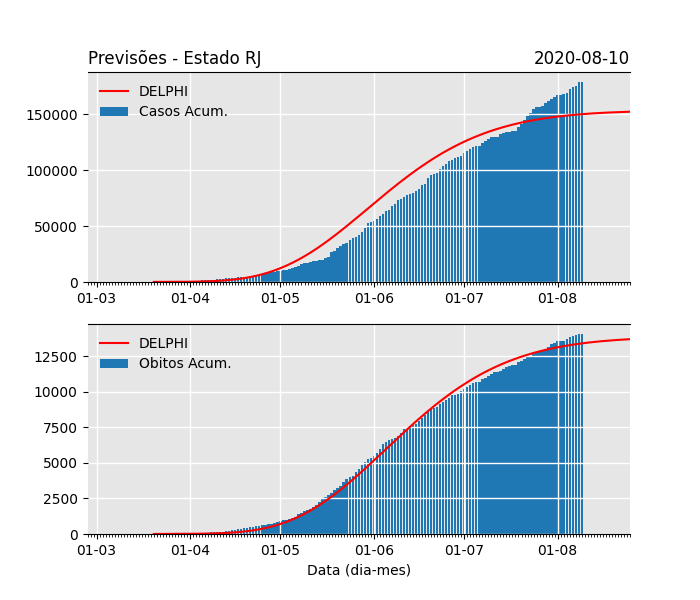 Previsões - Estado RJ 2020-08-10
DELPHI
Casos Acum.
150000
100000
50000
0
01-03 01-04 01-05 01-06 01-07 01-08
DELPHI
Obitos Acum.
12500
10000
7500
5000
2500
0
01-03 01-04 01-05 01-06 01-07 01-08
Data (dia-mes)